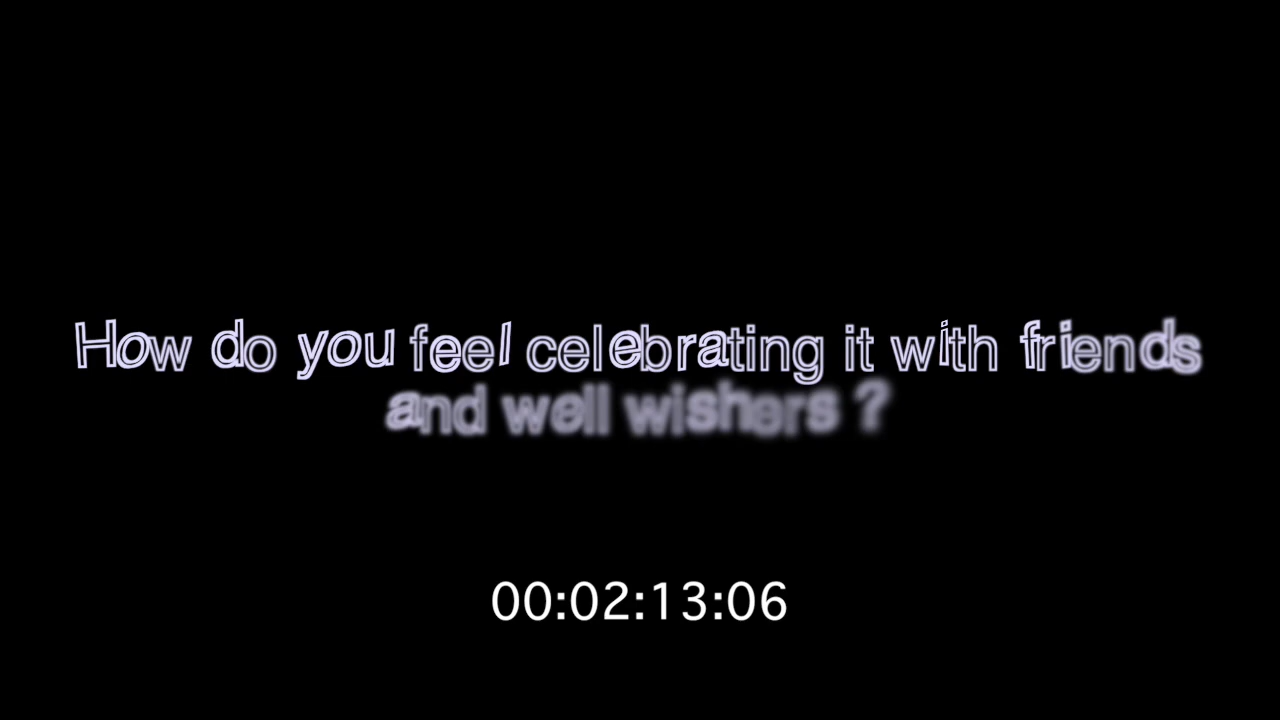 How do you feel celebrating it with friends
and well wishers ?
00:02:13:06